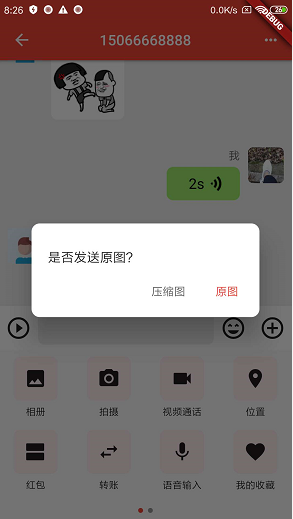 8:26
0.0K/s
26
DEBUG
15066668888
我
2s
是否发送原图?
压缩图
原图
相册
拍摄
视频通话
位置
红包
转账
语音输入
我的收藏